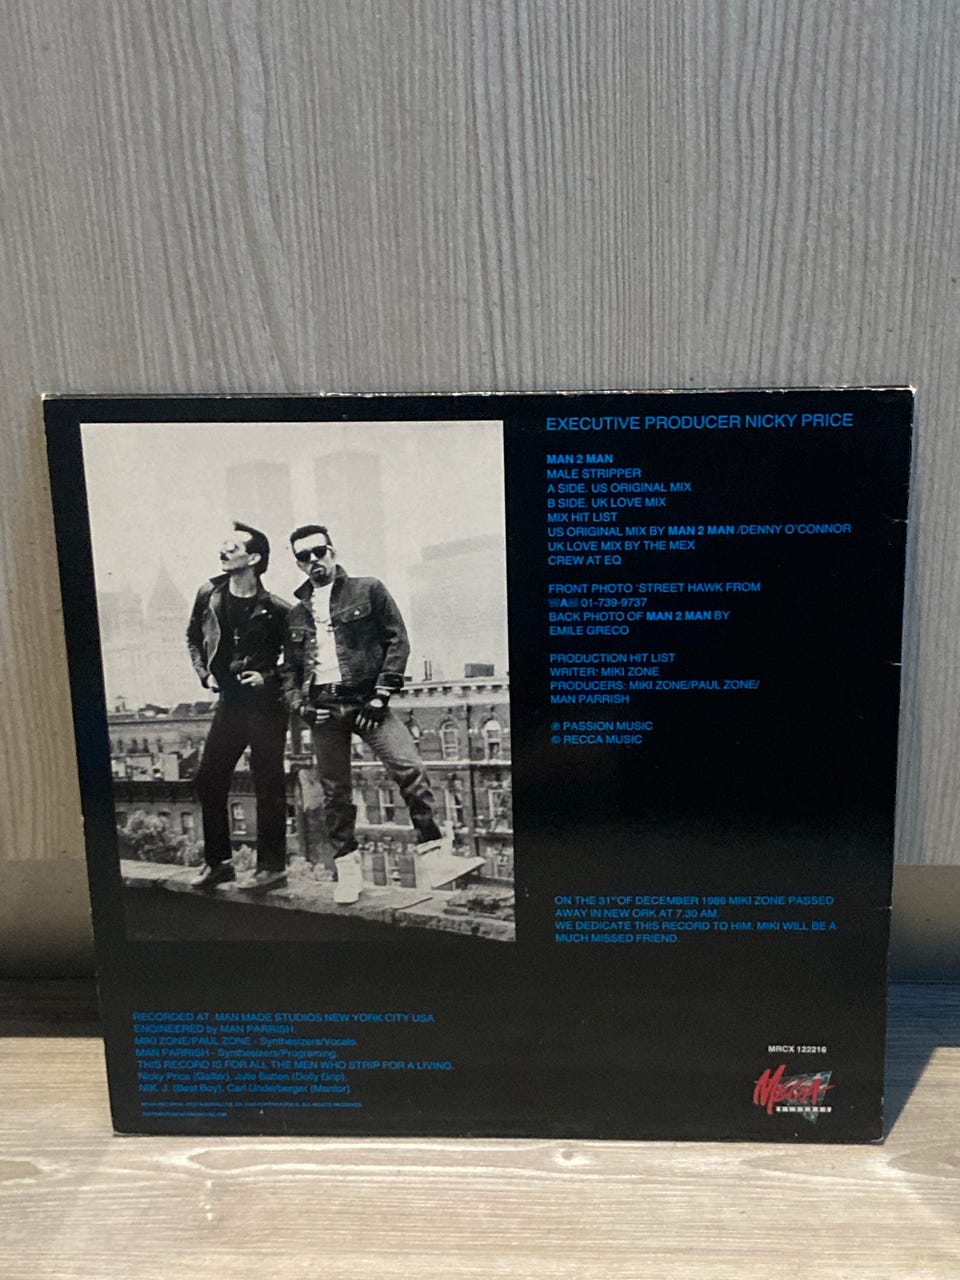 EXECUTIVE PRODUCER NICKY PRICE
MAN 2 MAN
MALE STRIPPER
A SIDE. US ORIGINAL MIX
B SIDE. UK LOVE MIX
MIX HIT LIST
US ORIGINAL MIX BY MAN 2 MAN /DENNY O'CONNOR
UK LOVE MIX BY THE MEX
CREW AT EQ
FRONT PHOTO 'STREET HAWK FROM
01-739-9737
BACK PHOTO OF MAN 2 MAN BY
EMILE GRECO
PRODUCTION HIT LIST
WRITER: MIKI ZONE
PRODUCERS: MIKI ZONE/PAUL ZONE/
MAN PARRISH
℗ PASSION MUSIC
© RECCA MUSIC
ON THE 31ST OF DECEMBER 1986 MIKI ZONE PASSED
AWAY IN NEW ORK AT 7.30 AM.
WE DEDICATE THIS RECORD TO HIM. MIKI WILL BE A
MUCH MISSED FRIEND.
RECORDED AT: MAN MADE STUDIOS NEW YORK CITY USA
ENGINEERED by MAN PARRISH.
MIKI ZONE/PAUL ZONE - Synthesizers/Vocals.
MAN PARRISH - Synthesizers/Programing.
THIS RECORD IS FOR ALL THE MEN WHO STRIP FOR A LIVING.
Nicky Price (Gaffer), Julie Batten (Dolly Grip),
NIK. J. (Best Boy), Carl Underberger (Mentor)
MRCX 122216